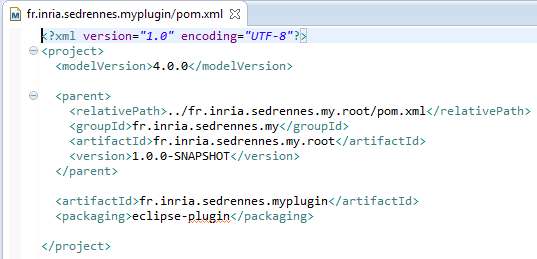 fr.inria.sedrennes.myplugin/pom.xml
<?xml version="1.0" encoding="UTF-8"?>
<project>
<modelVersion>4.0.0</modelVersion>
<parent>
<relativePath>../fr.inria.sedrennes.my.root/pom.xml</relativePath>
<groupId>fr.inria.sedrennes.my</groupId>
<artifactId>fr.inria.sedrennes.my.root</artifactId>
<version>1.0.0-SNAPSHOT</version>
</parent>
<artifactId>fr.inria.sedrennes.myplugin</artifactId>
<packaging>eclipse-plugin</packaging>
</project>